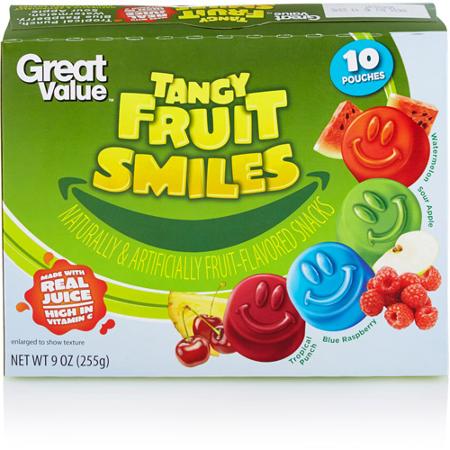 Great
Value™
TANGY
FRUIT
SMILES
10
POUCHES
NATURALLY & ARTIFICIALLY FRUIT-FLAVORED SNACKS
Watermelon
Sour Apple
Blue Raspberry
Tropical
Punch
MADE WITH
REAL
JUICE
HIGH IN
VITAMIN C
enlarged to show texture
NET WT 9 OZ (255g)